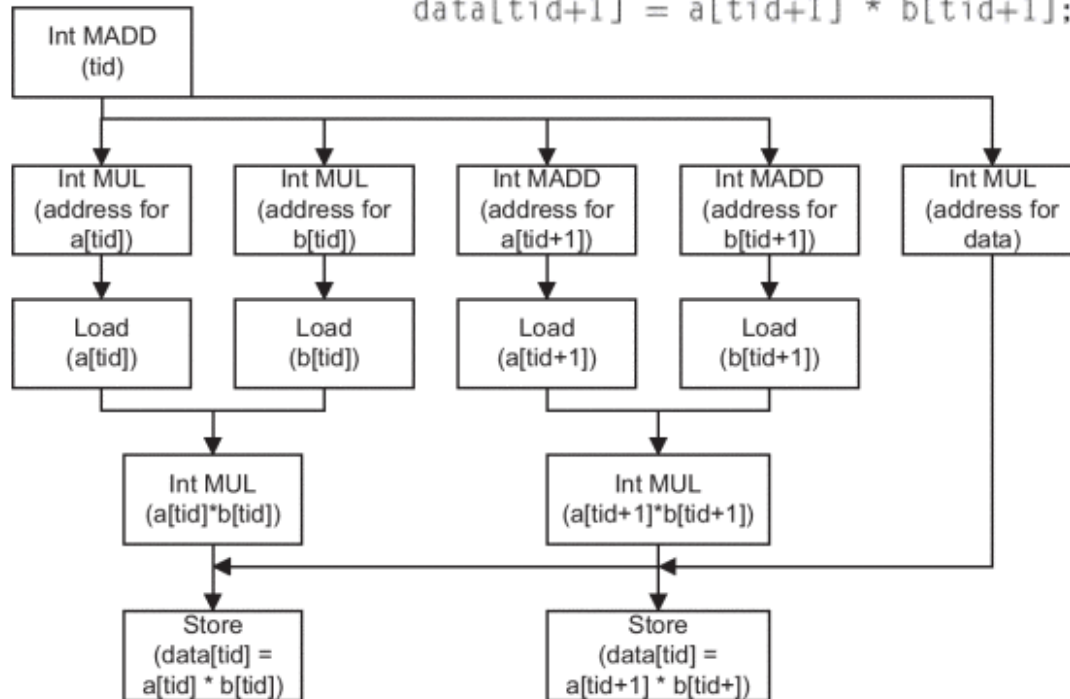 data[tid+1] = a[tid+1] * b[tid+1];
Int MADD
(tid)
Int MUL
(address for
a[tid])
Int MUL
(address for
b[tid])
Int MADD
(address for
a[tid+1])
Int MADD
(address for
b[tid+1])
Int MUL
(address for
data)
Load
(a[tid])
Load
(b[tid])
Load
(a[tid+1])
Load
(b[tid+1])
Int MUL
(a[tid]*b[tid])
Int MUL
(a[tid+1]*b[tid+1])
Store
(data[tid] =
a[tid] * b[tid])
Store
(data[tid] =
a[tid+1] * b[tid+])